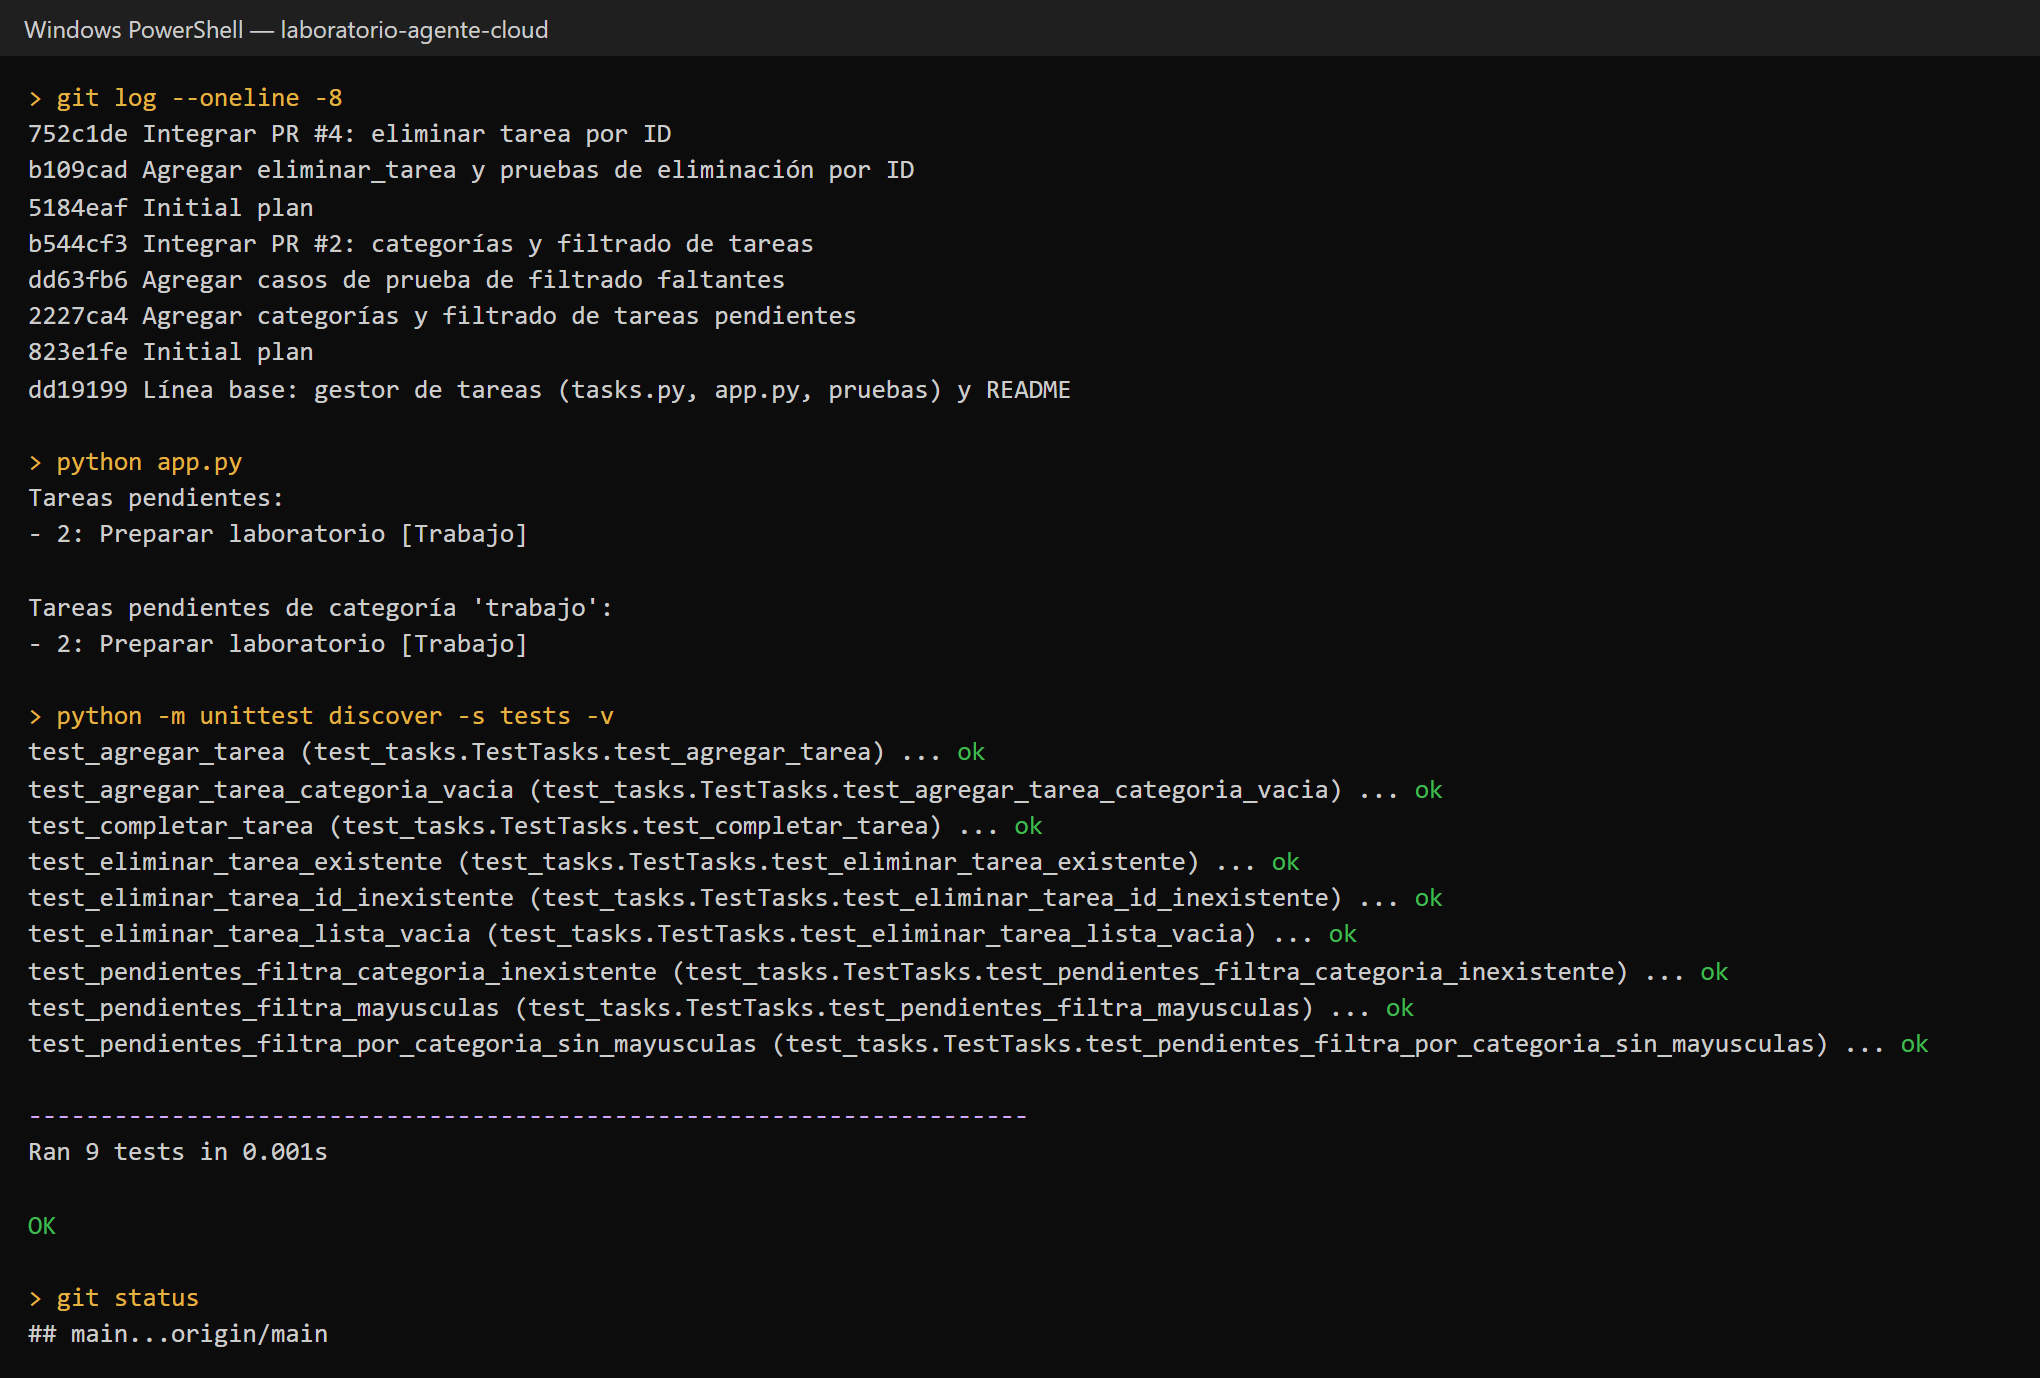 Windows PowerShell — laboratorio-agente-cloud
> git log --oneline -8
752c1de Integrar PR #4: eliminar tarea por ID
b109cad Agregar eliminar_tarea y pruebas de eliminación por ID
5184eaf Initial plan
b544cf3 Integrar PR #2: categorías y filtrado de tareas
dd63fb6 Agregar casos de prueba de filtrado faltantes
2227ca4 Agregar categorías y filtrado de tareas pendientes
823e1fe Initial plan
dd19199 Línea base: gestor de tareas (tasks.py, app.py, pruebas) y README
> python app.py
Tareas pendientes:
- 2: Preparar laboratorio [Trabajo]
Tareas pendientes de categoría 'trabajo':
- 2: Preparar laboratorio [Trabajo]
> python -m unittest discover -s tests -v
test_agregar_tarea (test_tasks.TestTasks.test_agregar_tarea) ... ok
test_agregar_tarea_categoria_vacia (test_tasks.TestTasks.test_agregar_tarea_categoria_vacia) ... ok
test_completar_tarea (test_tasks.TestTasks.test_completar_tarea) ... ok
test_eliminar_tarea_existente (test_tasks.TestTasks.test_eliminar_tarea_existente) ... ok
test_eliminar_tarea_id_inexistente (test_tasks.TestTasks.test_eliminar_tarea_id_inexistente) ... ok
test_eliminar_tarea_lista_vacia (test_tasks.TestTasks.test_eliminar_tarea_lista_vacia) ... ok
test_pendientes_filtra_categoria_inexistente (test_tasks.TestTasks.test_pendientes_filtra_categoria_inexistente) ... ok
test_pendientes_filtra_mayusculas (test_tasks.TestTasks.test_pendientes_filtra_mayusculas) ... ok
test_pendientes_filtra_por_categoria_sin_mayusculas (test_tasks.TestTasks.test_pendientes_filtra_por_categoria_sin_mayusculas) ... ok
----------------------------------------------------------------------
Ran 9 tests in 0.001s
OK
> git status
## main...origin/main